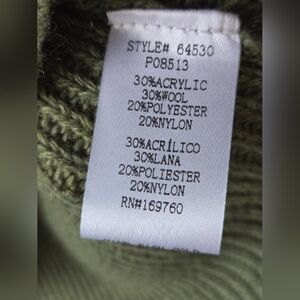 STYLE# 64530
P08513
30%ACRYLIC
30%WOOL
20%POLYESTER
20%NYLON
30%ACRÍLICO
30%LANA
20%POLIESTER
20%NYLON
RN#169760